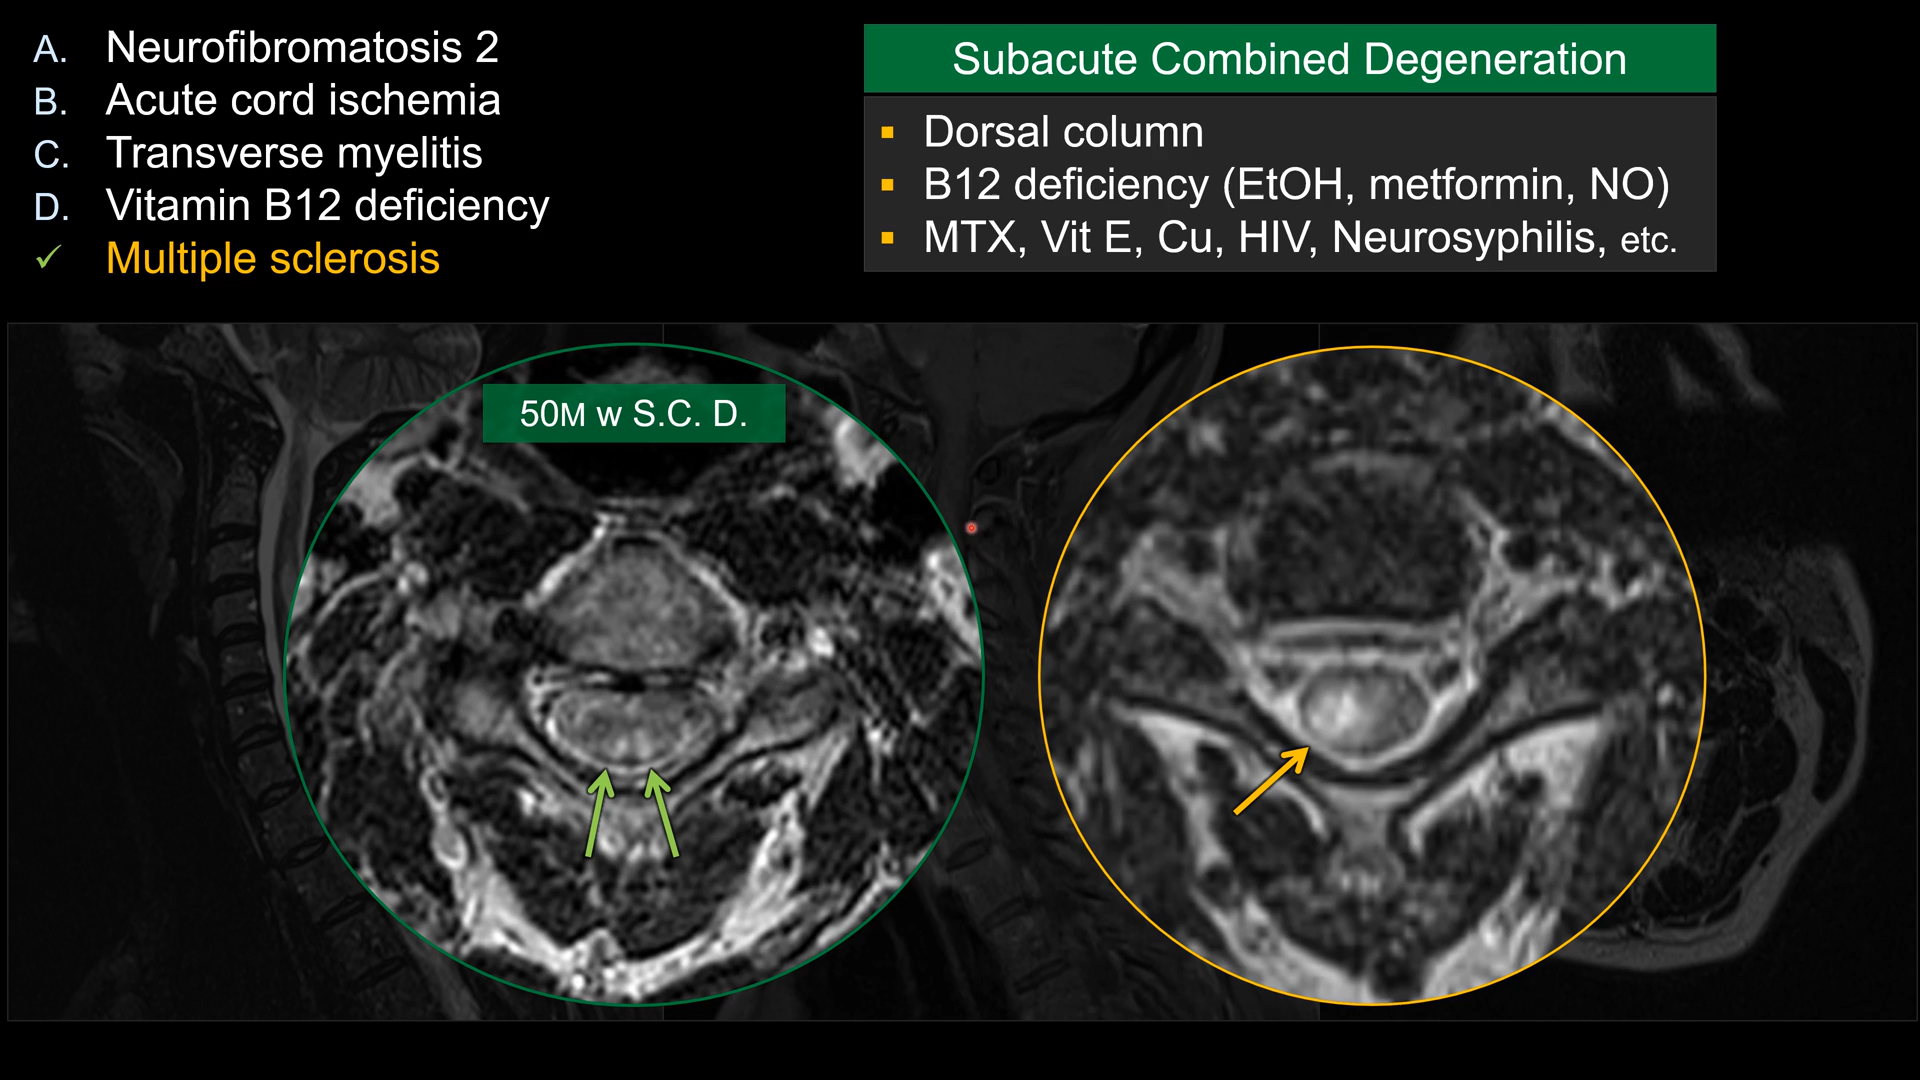 A. Neurofibromatosis 2
B. Acute cord ischemia
C. Transverse myelitis
D. Vitamin B12 deficiency
✓ Multiple sclerosis
Subacute Combined Degeneration
▪ Dorsal column
▪ B12 deficiency (EtOH, metformin, NO)
▪ MTX, Vit E, Cu, HIV, Neurosyphilis, etc.
50M w S.C. D.